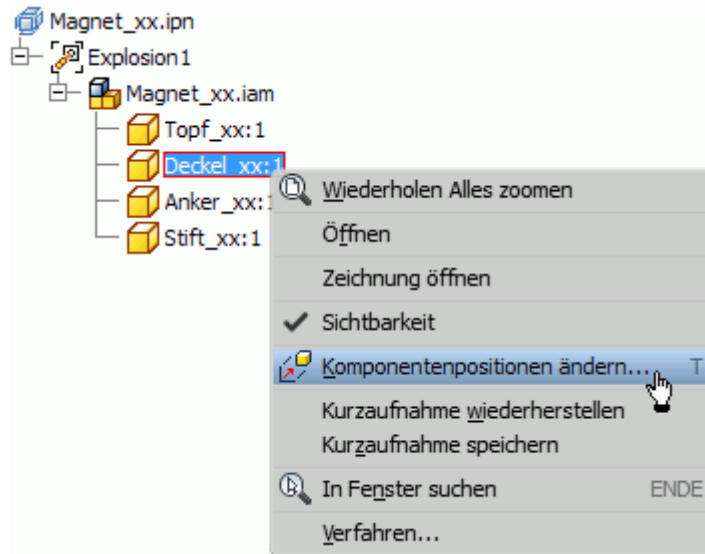 Magnet_xx.ipn
Explosion1
Magnet_xx.iam
Topf_xx:1
Deckel_xx:1
Anker_xx:1
Stift_xx:1
Wiederholen Alles zoomen
Öffnen
Zeichnung öffnen
Sichtbarkeit
Komponentenpositionen ändern... T
Kurzaufnahme wiederherstellen
Kurzaufnahme speichern
In Fenster suchen ENDE
Verfahren...